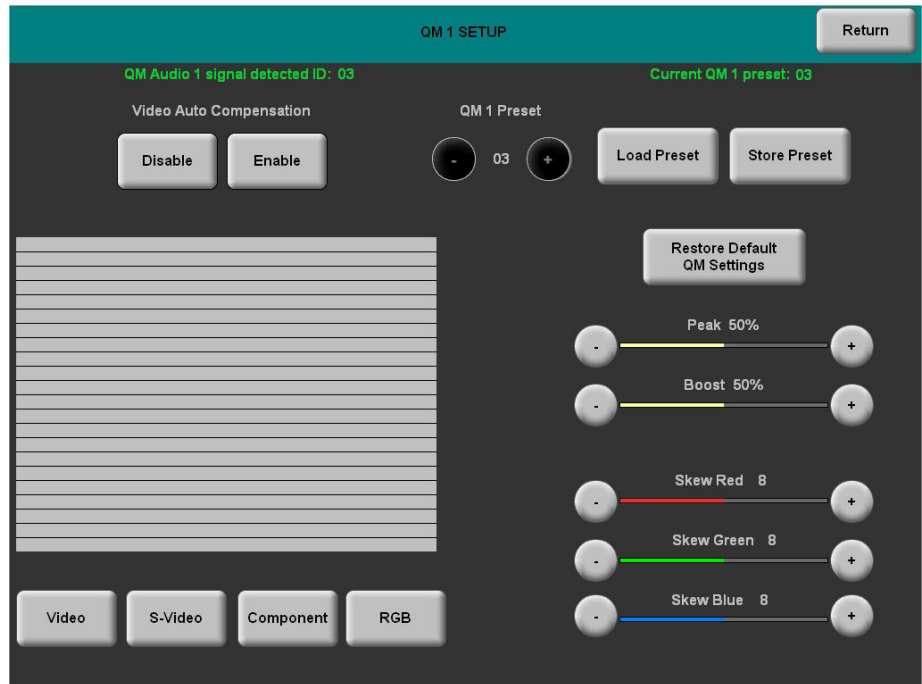 QM 1 SETUP
Return
QM Audio 1 signal detected ID: 03
Current QM 1 preset: 03
Video Auto Compensation
QM 1 Preset
Disable
Enable
-
03
+
Load Preset
Store Preset
Restore Default
QM Settings
Peak 50%
-
+
Boost 50%
-
+
Skew Red 8
-
+
Skew Green 8
-
+
Skew Blue 8
-
+
Video
S-Video
Component
RGB